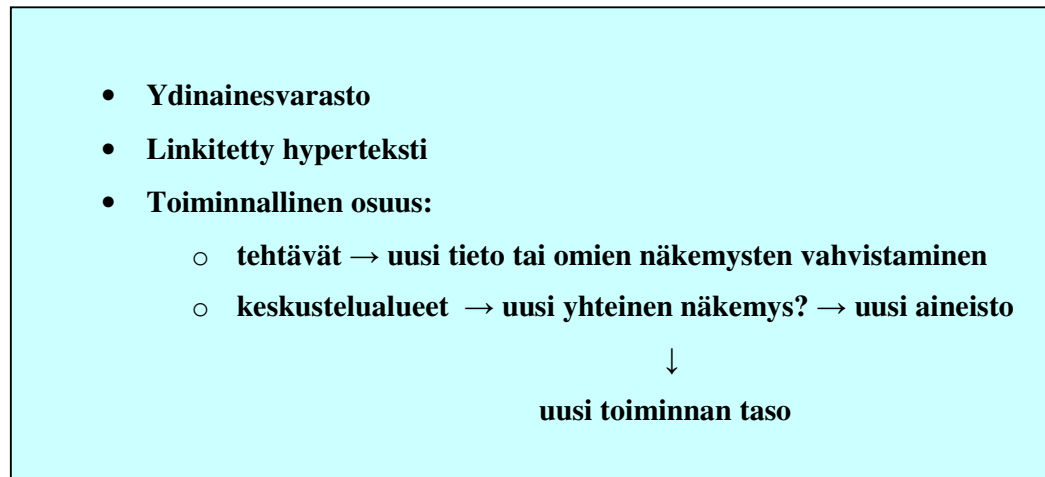 • Ydinainesvarasto
• Linkitetty hyperteksti
• Toiminnallinen osuus:
○ tehtävät → uusi tieto tai omien näkemysten vahvistaminen
○ keskustelualueet → uusi yhteinen näkemys? → uusi aineisto
↓
uusi toiminnan taso